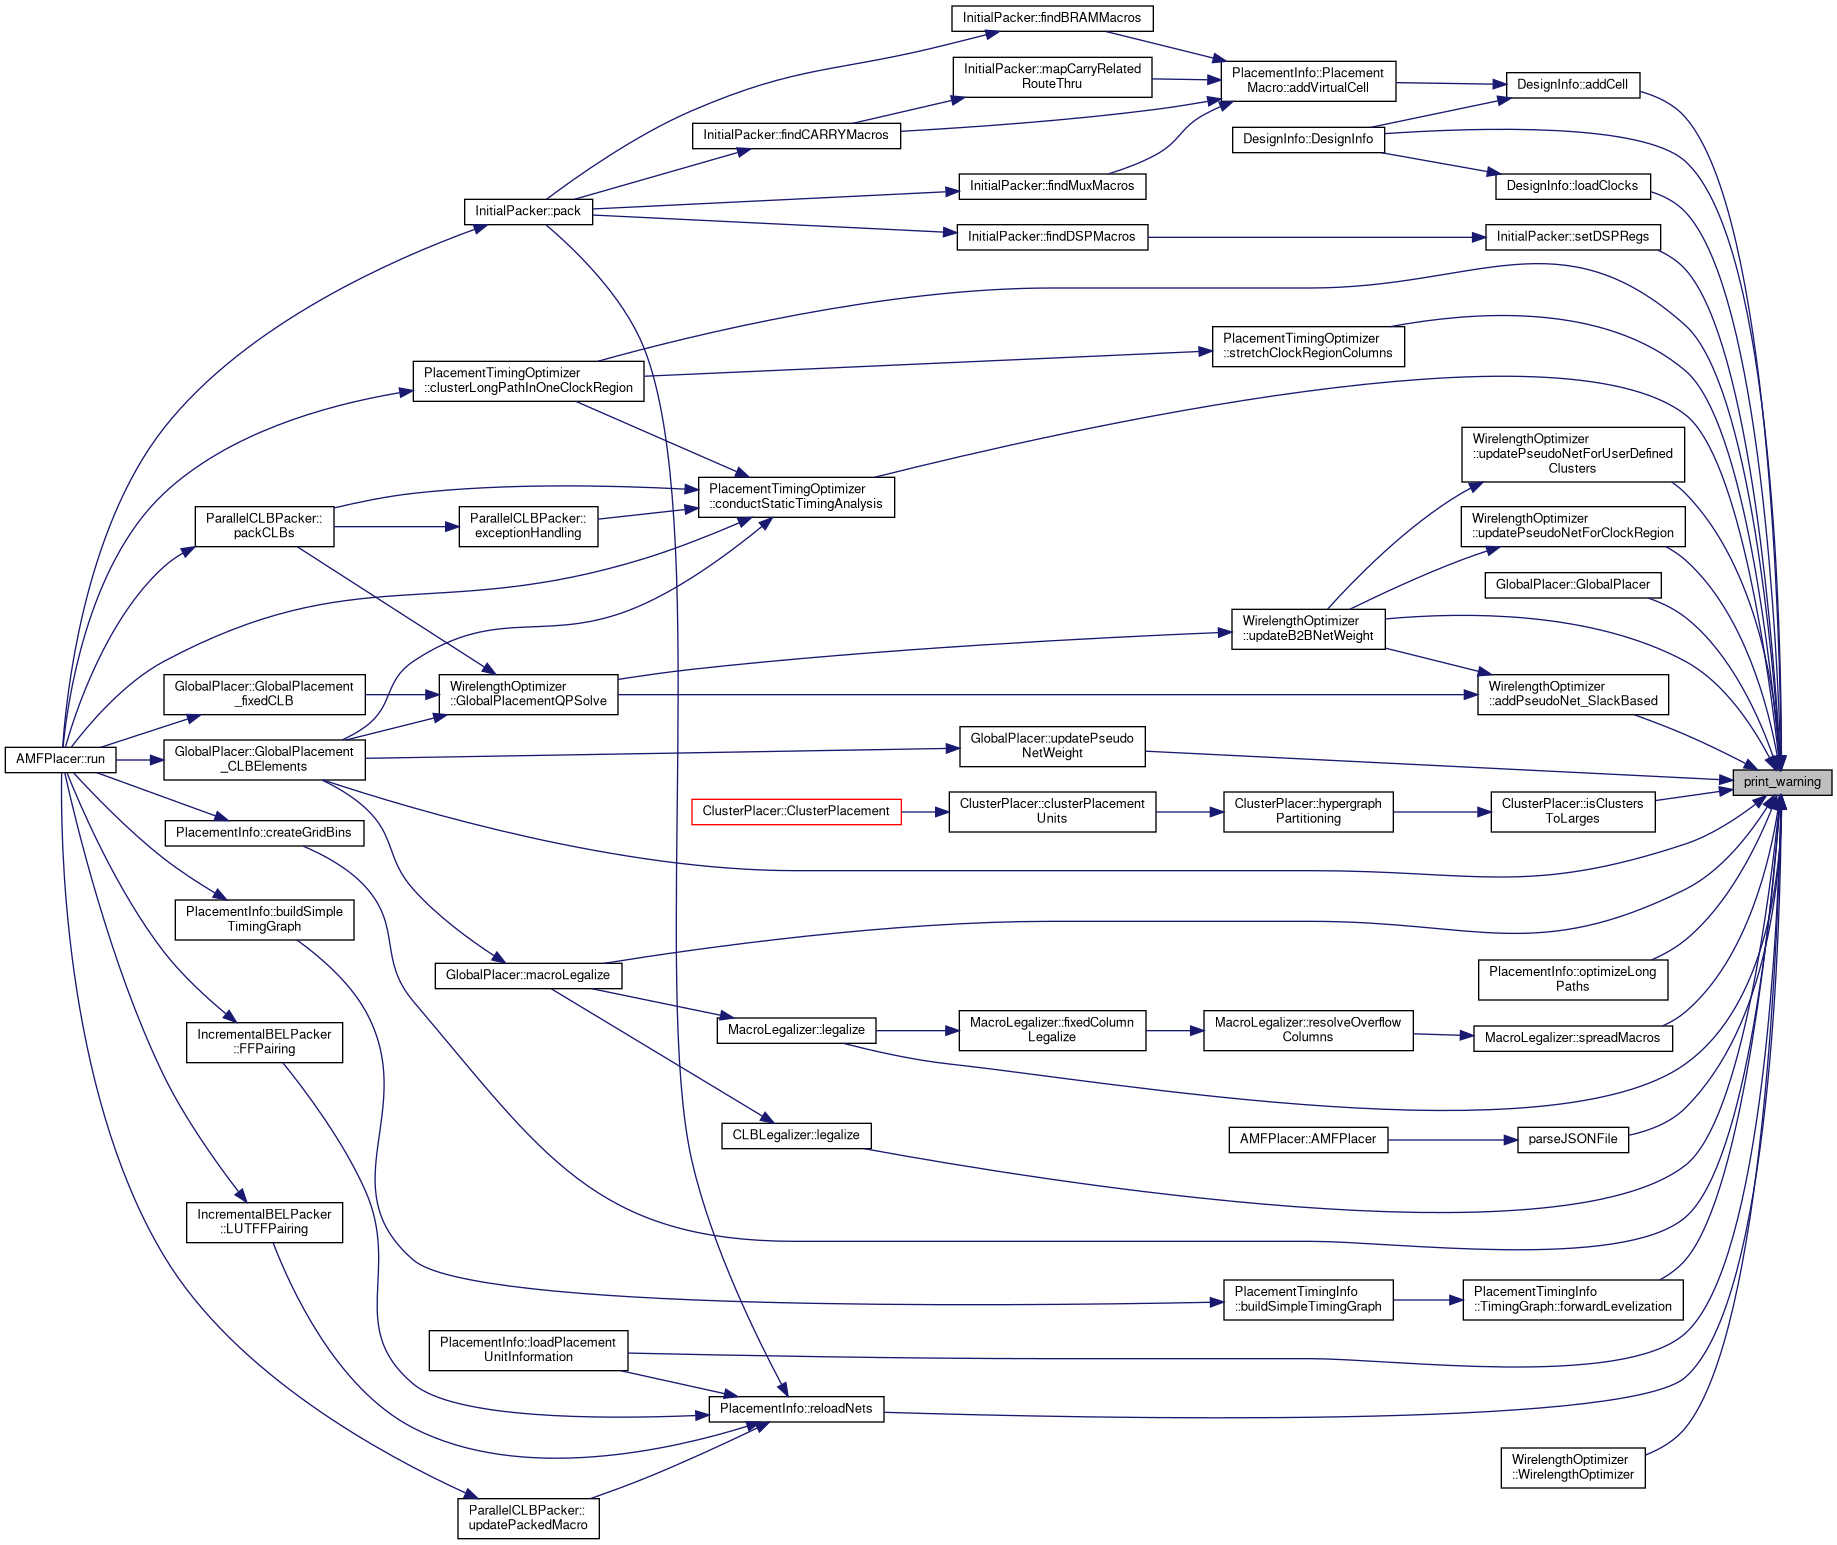 InitialPacker::findBRAMMacros
InitialPacker::mapCarryRelated
RouteThru
PlacementInfo::Placement
Macro::addVirtualCell
DesignInfo::addCell
InitialPacker::findCARRYMacros
DesignInfo::DesignInfo
InitialPacker::findMuxMacros
DesignInfo::loadClocks
InitialPacker::pack
InitialPacker::findDSPMacros
InitialPacker::setDSPRegs
PlacementTimingOptimizer
::stretchClockRegionColumns
PlacementTimingOptimizer
::clusterLongPathInOneClockRegion
WirelengthOptimizer
::updatePseudoNetForUserDefined
Clusters
PlacementTimingOptimizer
::conductStaticTimingAnalysis
ParallelCLBPacker::
packCLBs
ParallelCLBPacker::
exceptionHandling
WirelengthOptimizer
::updatePseudoNetForClockRegion
GlobalPlacer::GlobalPlacer
WirelengthOptimizer
::updateB2BNetWeight
GlobalPlacer::GlobalPlacement
_fixedCLB
WirelengthOptimizer
::GlobalPlacementQPSolve
WirelengthOptimizer
::addPseudoNet_SlackBased
AMFPlacer::run
GlobalPlacer::GlobalPlacement
_CLBElements
GlobalPlacer::updatePseudo
NetWeight
print_warning
ClusterPlacer::ClusterPlacement
ClusterPlacer::clusterPlacement
Units
ClusterPlacer::hypergraph
Partitioning
ClusterPlacer::isClusters
ToLarges
PlacementInfo::createGridBins
PlacementInfo::buildSimple
TimingGraph
GlobalPlacer::macroLegalize
PlacementInfo::optimizeLong
Paths
IncrementalBELPacker
::FFPairing
MacroLegalizer::legalize
MacroLegalizer::fixedColumn
Legalize
MacroLegalizer::resolveOverflow
Columns
MacroLegalizer::spreadMacros
CLBLegalizer::legalize
AMFPlacer::AMFPlacer
parseJSONFile
IncrementalBELPacker
::LUTFFPairing
PlacementTimingInfo
::buildSimpleTimingGraph
PlacementTimingInfo
::TimingGraph::forwardLevelization
PlacementInfo::loadPlacement
UnitInformation
PlacementInfo::reloadNets
WirelengthOptimizer
::WirelengthOptimizer
ParallelCLBPacker::
updatePackedMacro